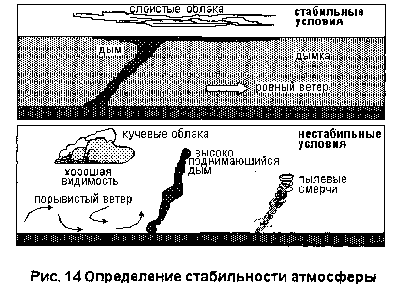 слоистые облака
стабильные
условия
дым
дымка
ровный ветер
кучевые облака
нестабильные
условия
высоко
поднимающийся
дым
хорошая
видимость
пылевые
смерчи
порывистый ветер
Рис. 14 Определение стабильности атмосферы